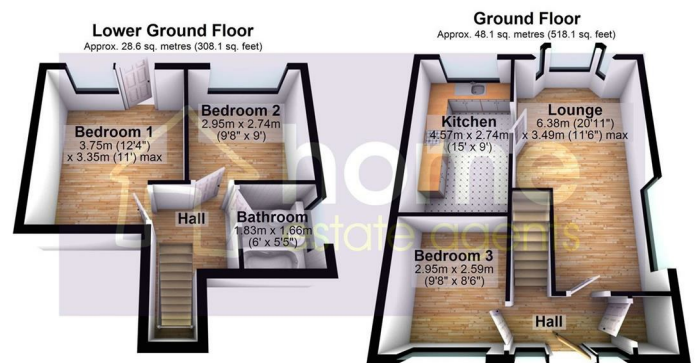 Lower Ground Floor
Approx. 28.6 sq. metres (308.1 sq. feet)
Bedroom 1
3.75m (12'4")
x 3.35m (11') max
Bedroom 2
2.95m x 2.74m
(9'8" x 9')
Hall
Bathroom
1.83m x 1.66m
(6' x 5'5")
Ground Floor
Approx. 48.1 sq. metres (518.1 sq. feet)
Kitchen
4.57m x 2.74m
(15' x 9')
Lounge
6.38m (20'11")
x 3.49m (11'6") max
Bedroom 3
2.95m x 2.59m
(9'8" x 8'6")
Hall
home
estate agents